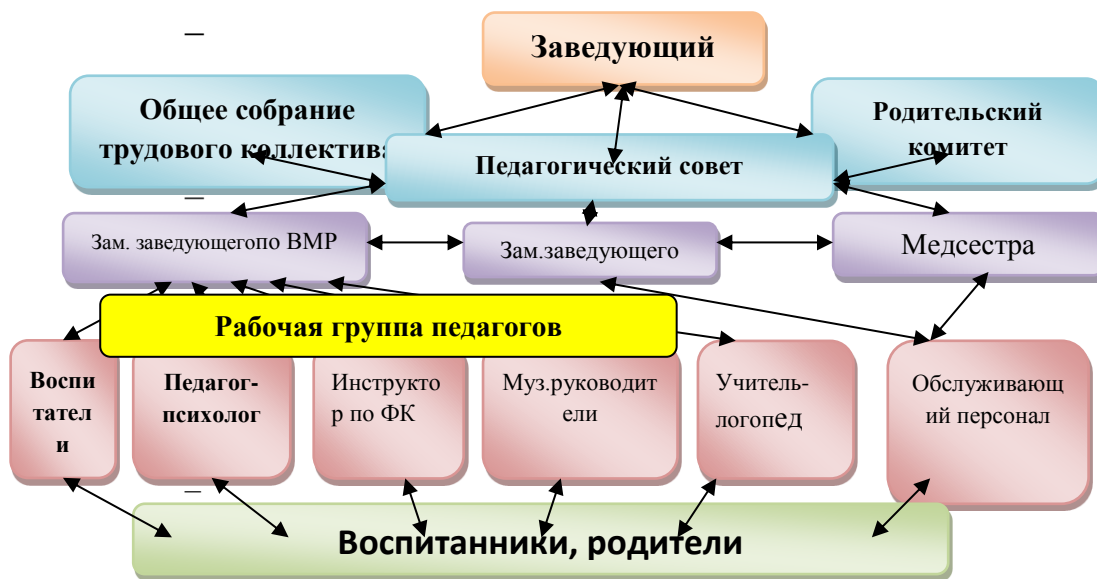 Заведующий
Общее собрание
трудового коллектива
Родительский
комитет
Педагогический совет
Зам. заведующегопо ВМР
Зам.заведующего
Медсестра
Рабочая группа педагогов
Воспи
тател
и
Педагог-
психолог
Инструкто
р по ФК
Муз.руководит
ели
Учитель-
логопед
Обслуживающ
ий персонал
Воспитанники, родители